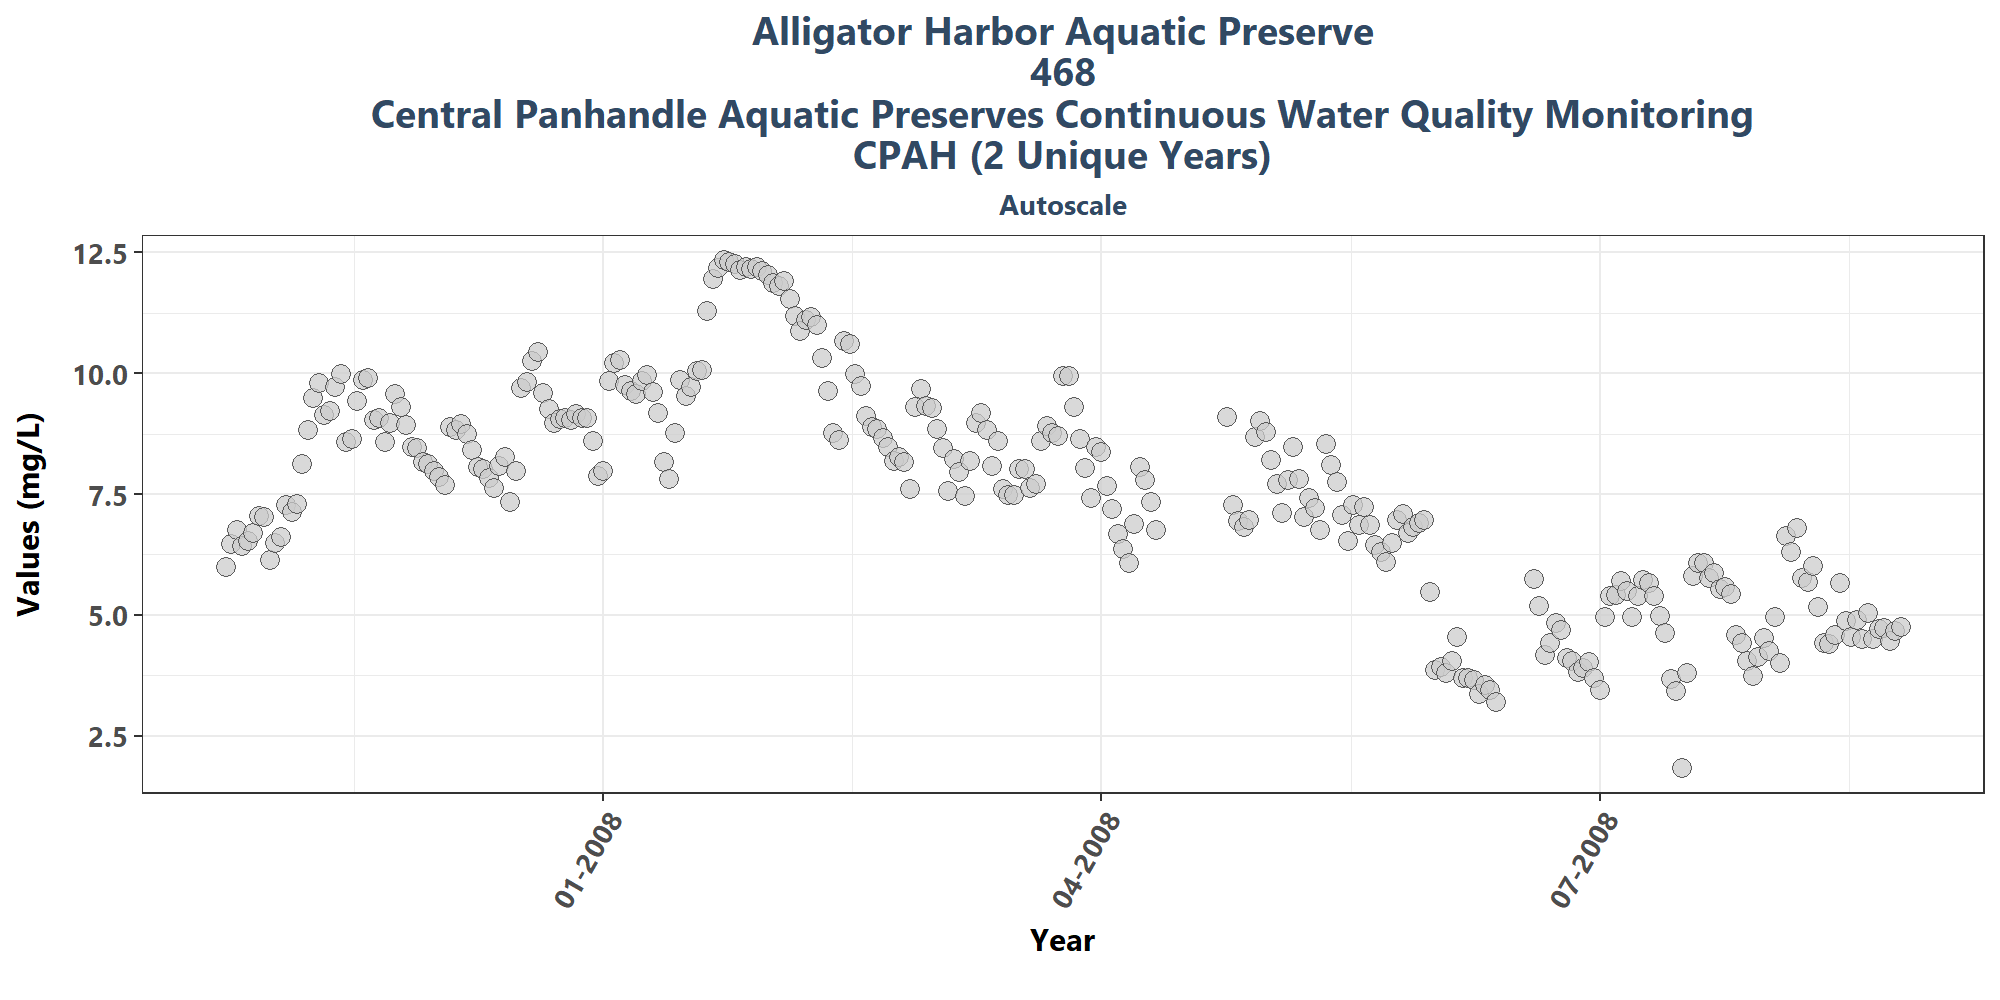 Alligator Harbor Aquatic Preserve
468
Central Panhandle Aquatic Preserves Continuous Water Quality Monitoring
CPAH (2 Unique Years)
Autoscale
Values (mg/L)
12.5
10.0
7.5
5.0
2.5
01-2008
04-2008
07-2008
Year